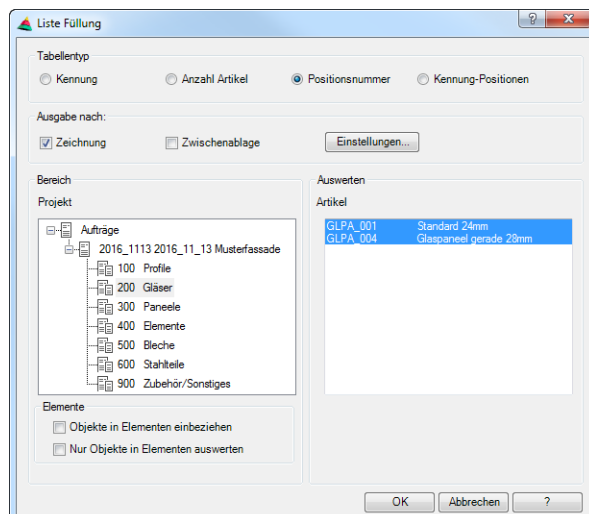 Liste Füllung
?
Tabellentyp
Kennung Anzahl Artikel Positionsnummer Kennung-Positionen
Ausgabe nach:
Zeichnung Zwischenablage Einstellungen...
Bereich
Projekt
Aufträge
2016_1113 2016_11_13 Musterfassade
100 Profile
200 Gläser
300 Paneele
400 Elemente
500 Bleche
600 Stahlteile
900 Zubehör/Sonstiges
Elemente
Objekte in Elementen einbeziehen
Nur Objekte in Elementen auswerten
Auswerten
Artikel
GLPA_001 Standard 24mm
GLPA_004 Glaspaneel gerade 28mm
OK Abbrechen ?